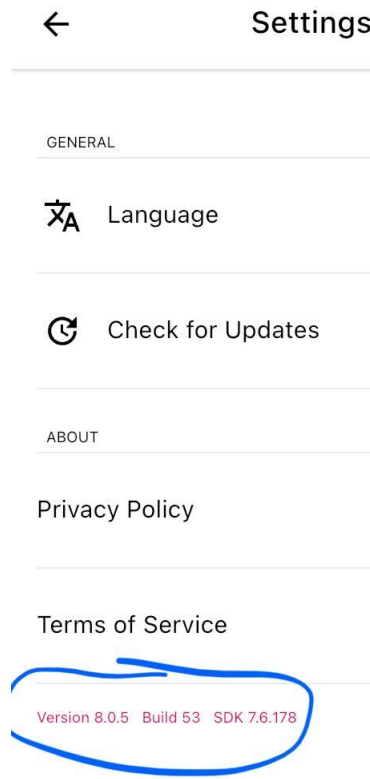 Settings
GENERAL
Language
Check for Updates
ABOUT
Privacy Policy
Terms of Service
Version 8.0.5 Build 53 SDK 7.6.178